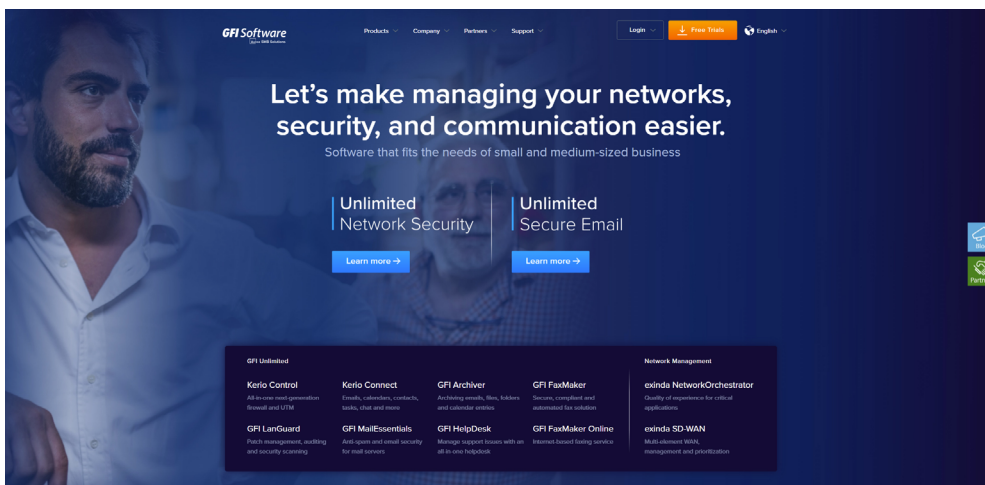 GFI Software
Products
Company
Partners
Support
Login
Free Trials
English
Let's make managing your networks,
security, and communication easier.
Software that fits the needs of small and medium-sized business
Unlimited
Network Security
Learn more →
Unlimited
Secure Email
Learn more →
GFI Unlimited
Kerio Control
All-in-one next-generation
firewall and UTM
Kerio Connect
Emails, calendars, contacts,
tasks, chat and more
GFI Archiver
Archiving emails, files, folders
and calendar entries
GFI FaxMaker
Secure, compliant and
automated fax solution
GFI LanGuard
Patch management, auditing
and security scanning
GFI MailEssentials
Anti-spam and email security
for mail servers
GFI HelpDesk
Manage support issues with an
all-in-one helpdesk
GFI FaxMaker Online
Internet-based faxing service
Network Management
exinda NetworkOrchestrator
Quality of experience for critical
applications
exinda SD-WAN
Multi-element WAN,
management and prioritization